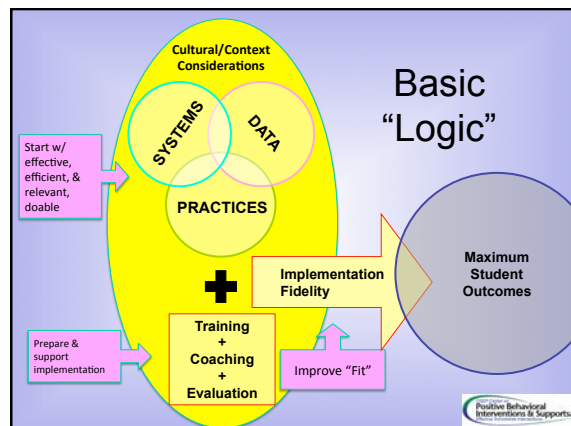 Cultural/Context
Considerations
Basic
“Logic”
SYSTEMS
DATA
Start w/
effective,
efficient, &
relevant,
doable
PRACTICES
Maximum
Student
Outcomes
Implementation
Fidelity
Training
+
Coaching
+
Evaluation
Prepare &
support
implementation
Improve “Fit”
Positive Behavioral
Interventions & Supports